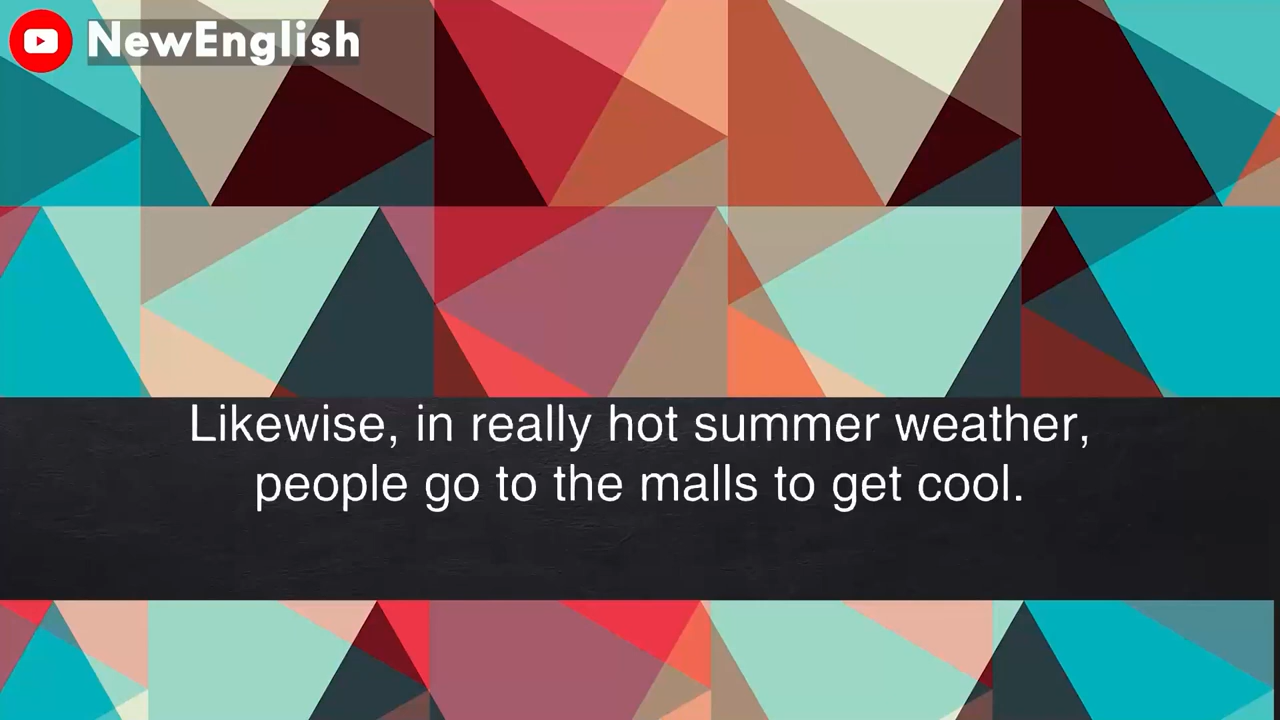 NewEnglish
Likewise, in really hot summer weather,
people go to the malls to get cool.